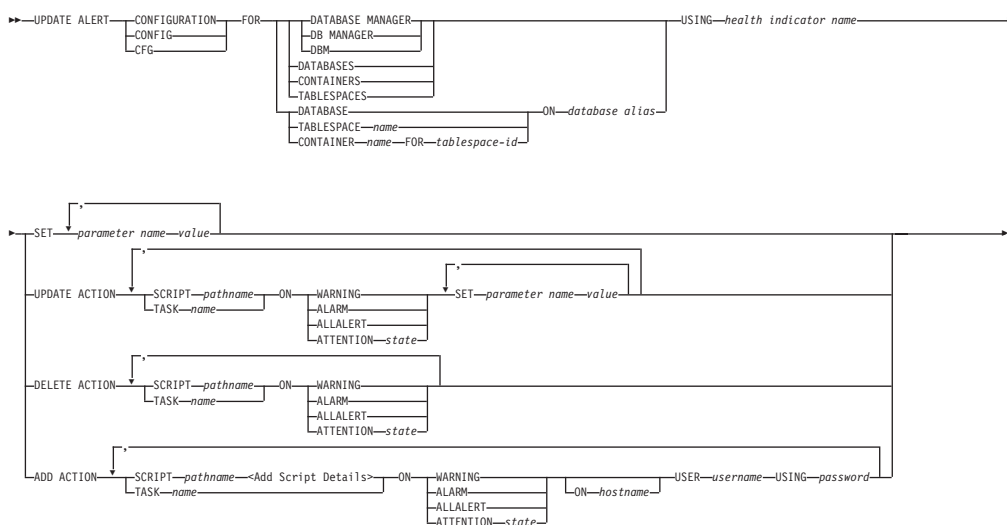 UPDATE ALERT CONFIGURATION FOR DATABASE MANAGER USING health indicator name
CONFIG DB MANAGER
CFG DBM
DATABASES
CONTAINERS
TABLESPACES
DATABASE ON database alias
TABLESPACE name
CONTAINER name FOR tablespace-id
,
SET parameter name value
, ,
UPDATE ACTION SCRIPT pathname ON WARNING SET parameter name value
TASK name ALARM
ALLALERT
ATTENTION state
,
DELETE ACTION SCRIPT pathname ON WARNING
TASK name ALARM
ALLALERT
ATTENTION state
,
ADD ACTION SCRIPT pathname <Add Script Details> ON WARNING USER username USING password
TASK name ALARM ON hostname
ALLALERT
ATTENTION state